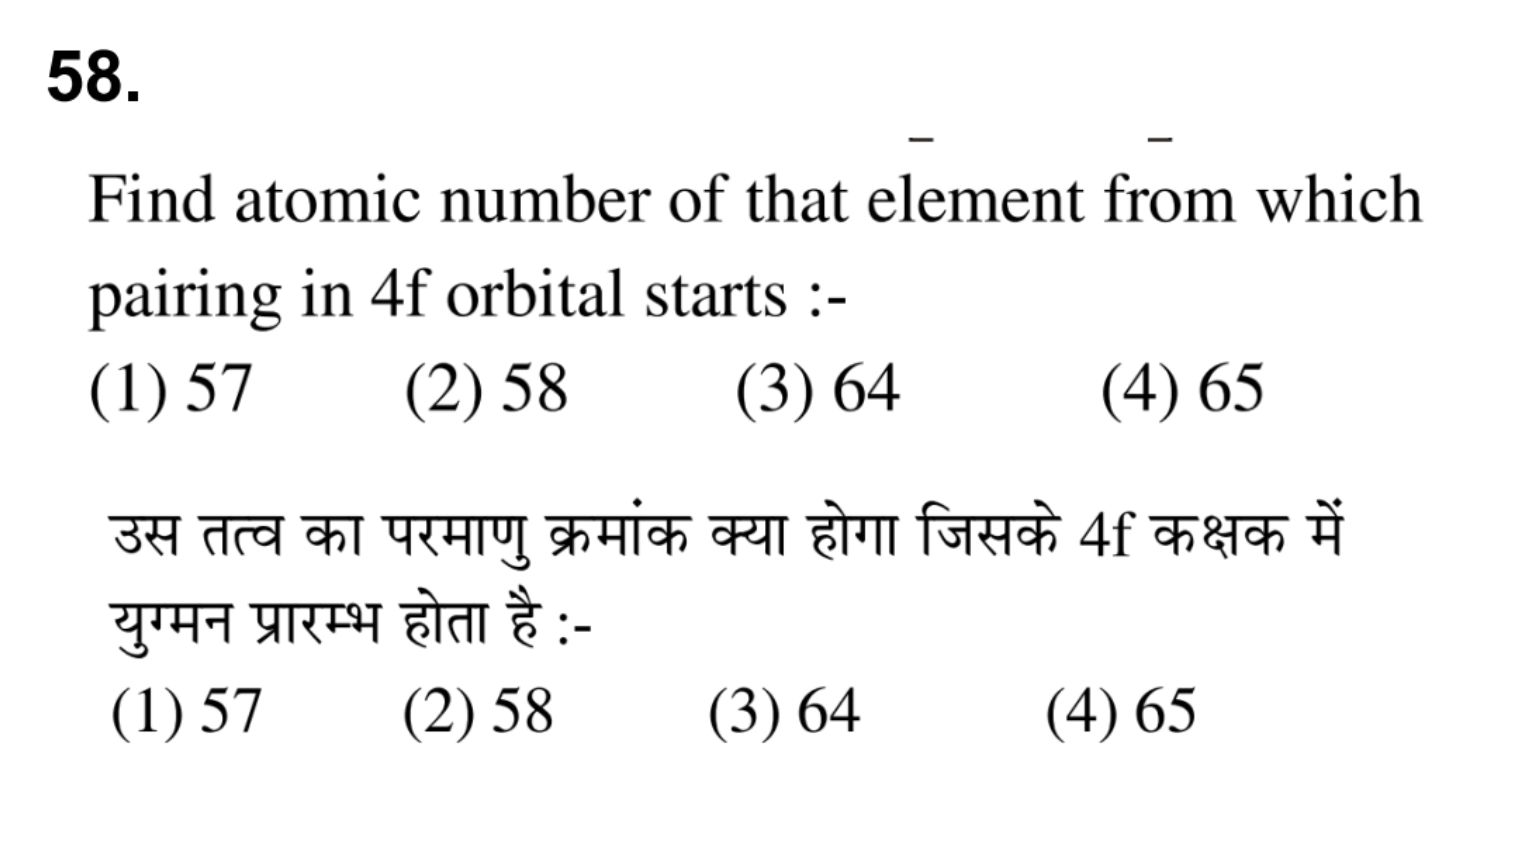 58.
Find atomic number of that element from which
pairing in 4f orbital starts :-
(1) 57 (2) 58 (3) 64 (4) 65
उस तत्व का परमाणु क्रमांक क्या होगा जिसके 4f कक्षक में
युग्मन प्रारम्भ होता है :-
(1) 57 (2) 58 (3) 64 (4) 65